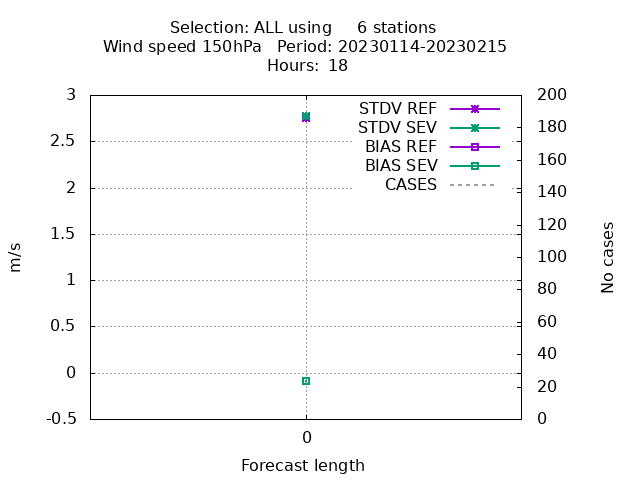 Selection: ALL using     6 stations
Wind speed 150hPa   Period: 20230114-20230215
Hours:  18
STDV REF
STDV SEV
BIAS REF
BIAS SEV
CASES
3
2.5
2
1.5
1
0.5
0
-0.5
m/s
200
180
160
140
120
100
80
60
40
20
0
No cases
0
Forecast length